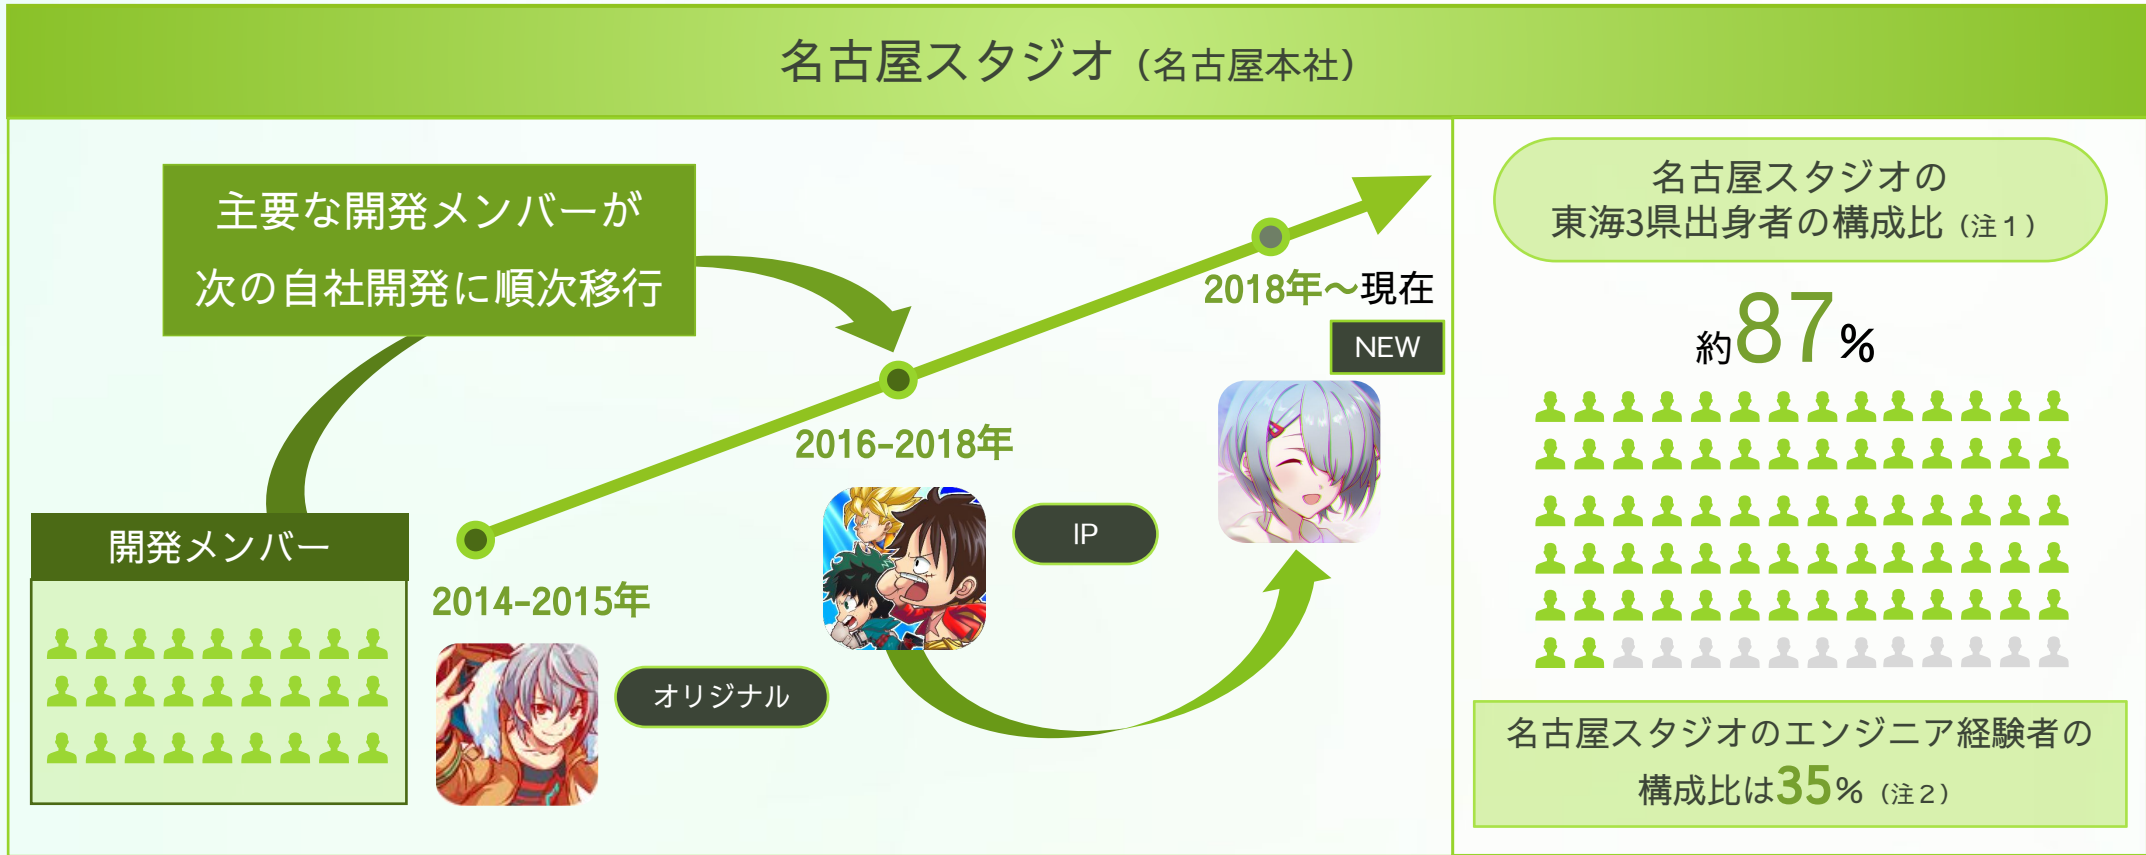 名古屋スタジオ（名古屋本社）
主要な開発メンバーが
次の自社開発に順次移行
開発メンバー
2014-2015年
オリジナル
2016-2018年
IP
2018年～現在
NEW
名古屋スタジオの
東海3県出身者の構成比（注１）
約87%
名古屋スタジオのエンジニア経験者の
構成比は35%（注２）